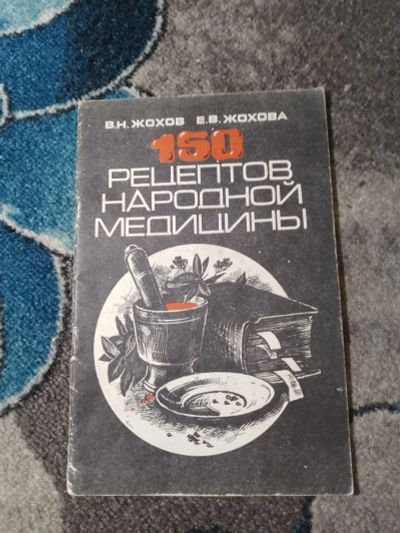 В.Н. ЖОХОВ Е.В. ЖОХОВА
150
РЕЦЕПТОВ
НАРОДНОЙ
МЕДИЦИНЫ